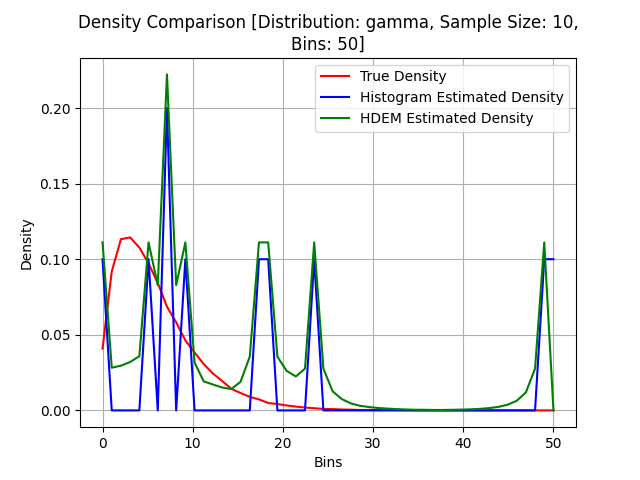 Density Comparison [Distribution: gamma, Sample Size: 10,
Bins: 50]
True Density
Histogram Estimated Density
HDEM Estimated Density
Density
0.20
0.15
0.10
0.05
0.00
0 10 20 30 40 50
Bins